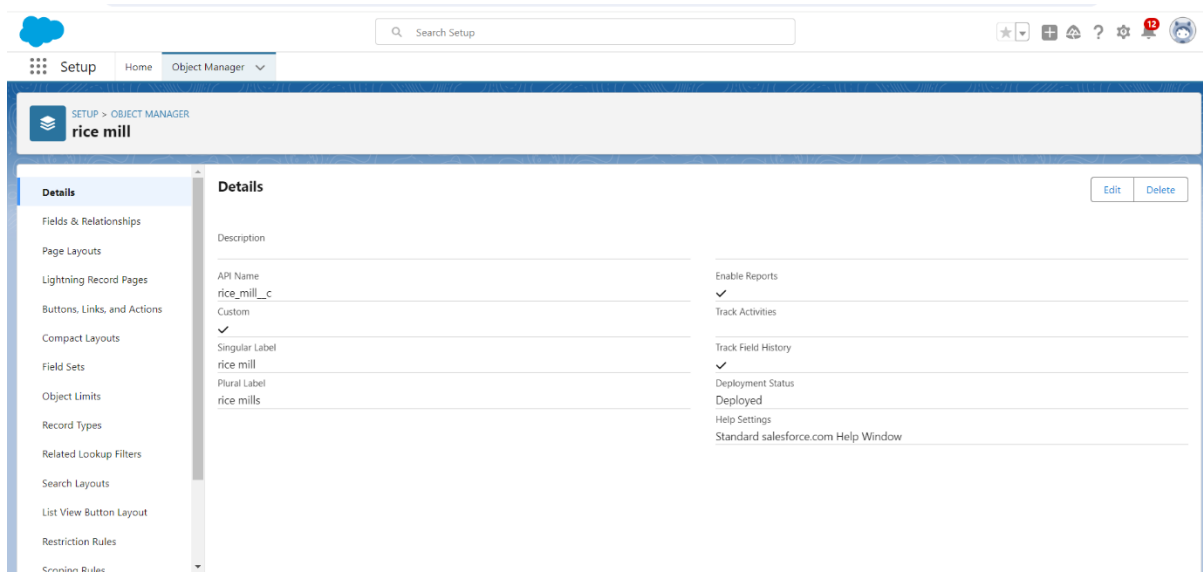 Search Setup
12
Setup
Home
Object Manager
SETUP > OBJECT MANAGER
rice mill
Details
Fields & Relationships
Page Layouts
Lightning Record Pages
Buttons, Links, and Actions
Compact Layouts
Field Sets
Object Limits
Record Types
Related Lookup Filters
Search Layouts
List View Button Layout
Restriction Rules
Scoping Rules
Details
Edit
Delete
Description
API Name
rice_mill__c
Custom
Singular Label
rice mill
Plural Label
rice mills
Enable Reports
Track Activities
Track Field History
Deployment Status
Deployed
Help Settings
Standard salesforce.com Help Window